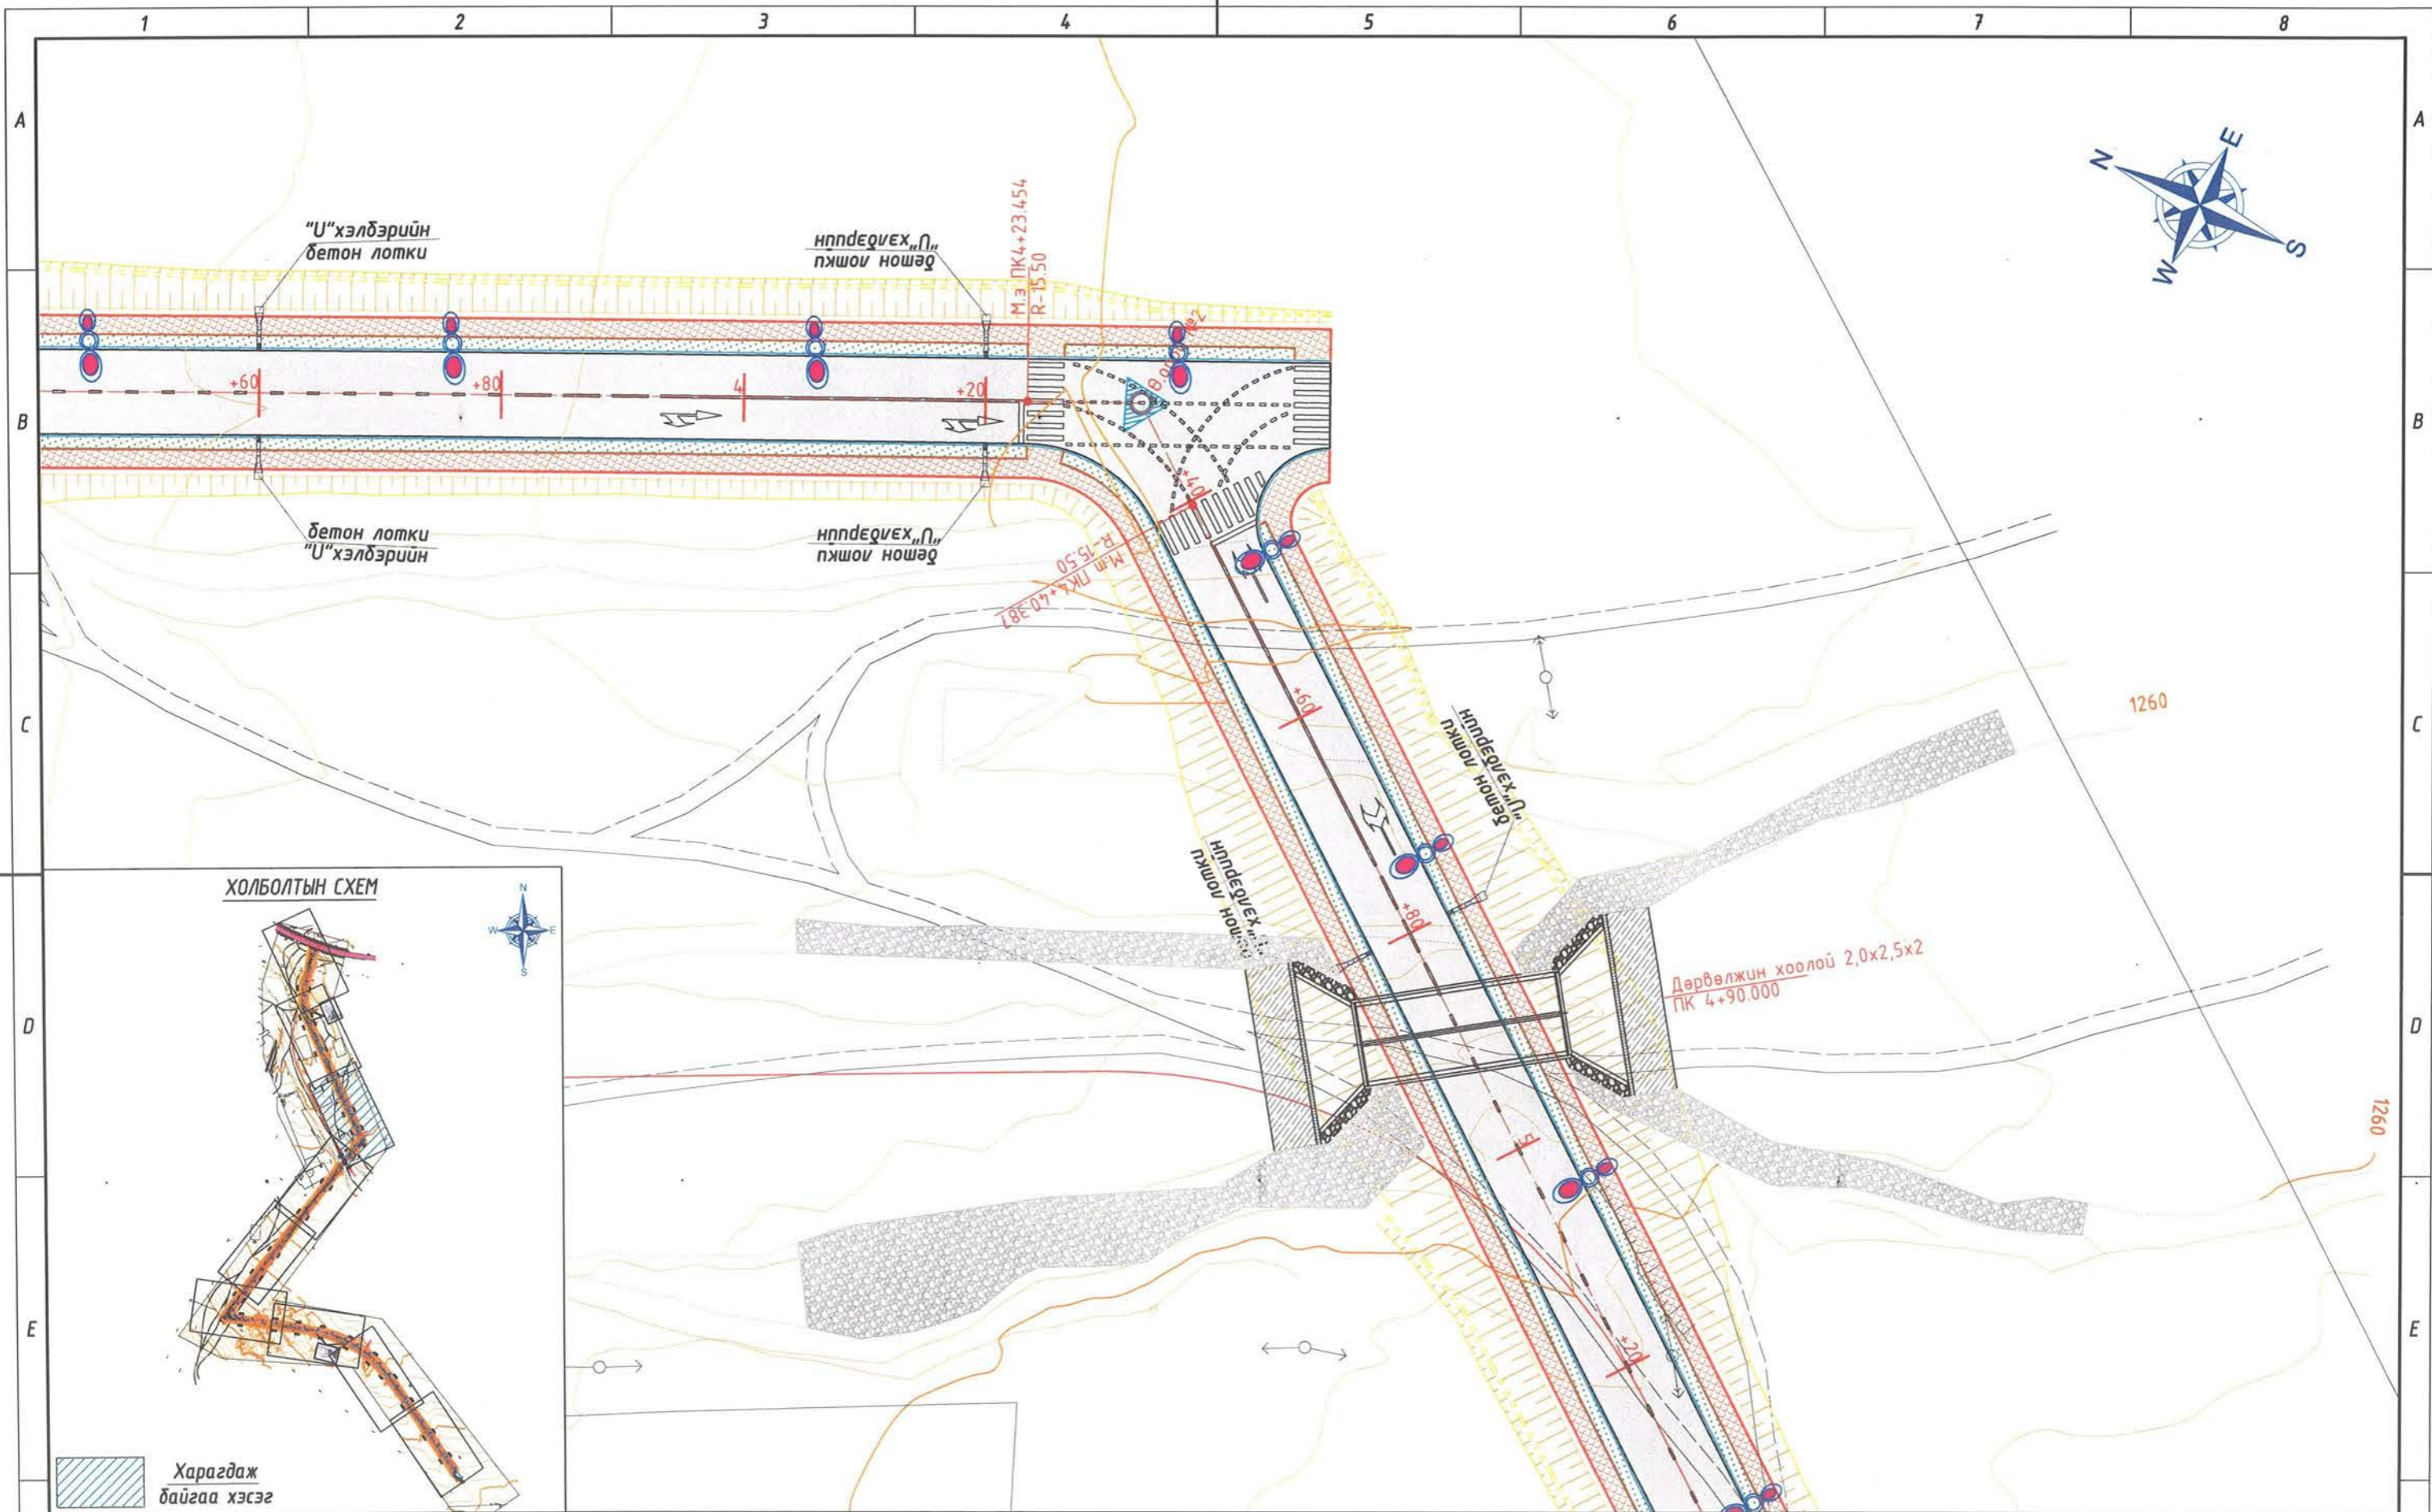 1 2 3 4 5 6 7 8
A
A
N
E
W
S
"U"хэлбэрийн
бетон лотки
"U"хэлбэрийн
бетон лотки
М.э ПК4+23.454
R-15.50
+60
+80
4
+20
B
B
бетон лотки
"U"хэлбэрийн
"U"хэлбэрийн
бетон лотки
+40
М.т ПК4+40.387
R-15.50
C
C
+60
1260
"U"хэлбэрийн
бетон лотки
хэлбэрийн
лотки
+80
Дөрвөлжин хоолой 2,0х2,5х2
ПК 4+90.000
D
D
5
1260
+20
E
E
ХОЛБОЛТЫН СХЕМ
N
W
E
S
Харагдаж
байгаа хэсэг